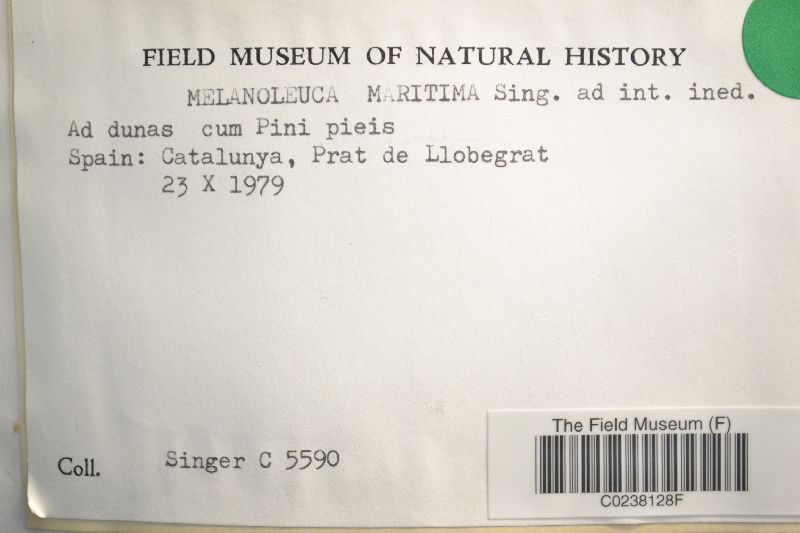 FIELD MUSEUM OF NATURAL HISTORY
MELANOLEUCA MARITIMA Sing. ad int. ined.
Ad dunas cum Pini pieis
Spain: Catalunya, Prat de Llobegrat
23 X 1979
Coll. Singer C 5590
The Field Museum (F)
C0238128F